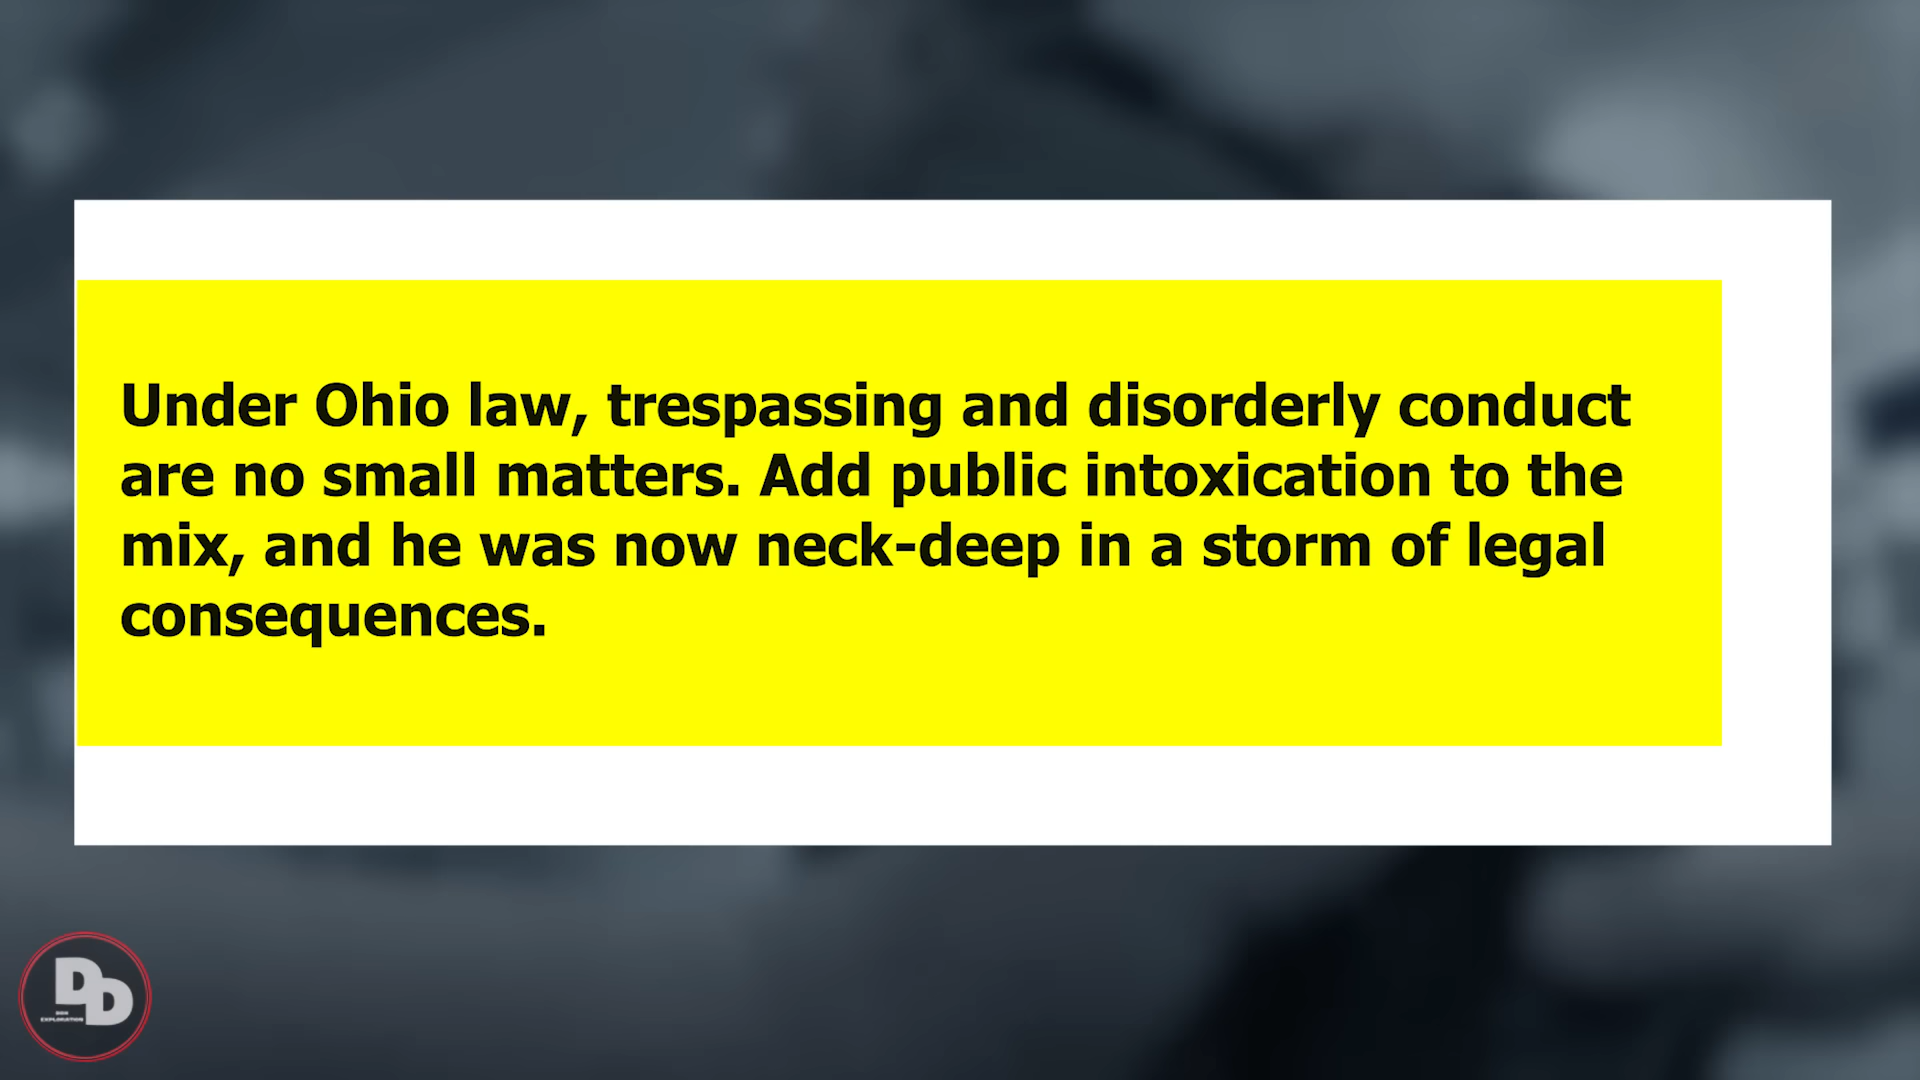 Under Ohio law, trespassing and disorderly conduct
are no small matters. Add public intoxication to the
mix, and he was now neck-deep in a storm of legal
consequences.
DD
EXPLORATION